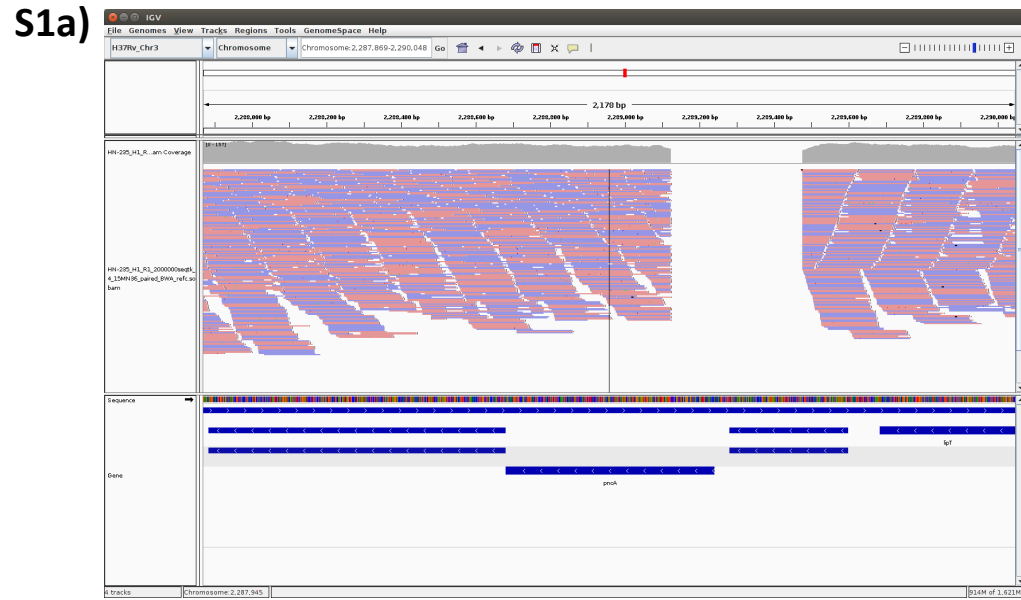 S1a)
IGV
File Genomes View Tracks Regions Tools GenomeSpace Help
H37Rv_Chr3 Chromosome Chromosome:2,287,869-2,290,048 Go
2,178 bp
2,288,000 bp 2,288,200 bp 2,288,400 bp 2,288,600 bp 2,288,800 bp 2,289,000 bp 2,289,200 bp 2,289,400 bp 2,289,600 bp 2,289,800 bp 2,290,000 bp
HN-235_H1_R...am Coverage
[0 - 157]
HN-235_H1_R1_2000000seqtk_
4_15MN36_paired_BWA_refc.so
bam
Sequence
lipT
Gene
pncA
4 tracks Chromosome:2,287,945 914M of 1,621M